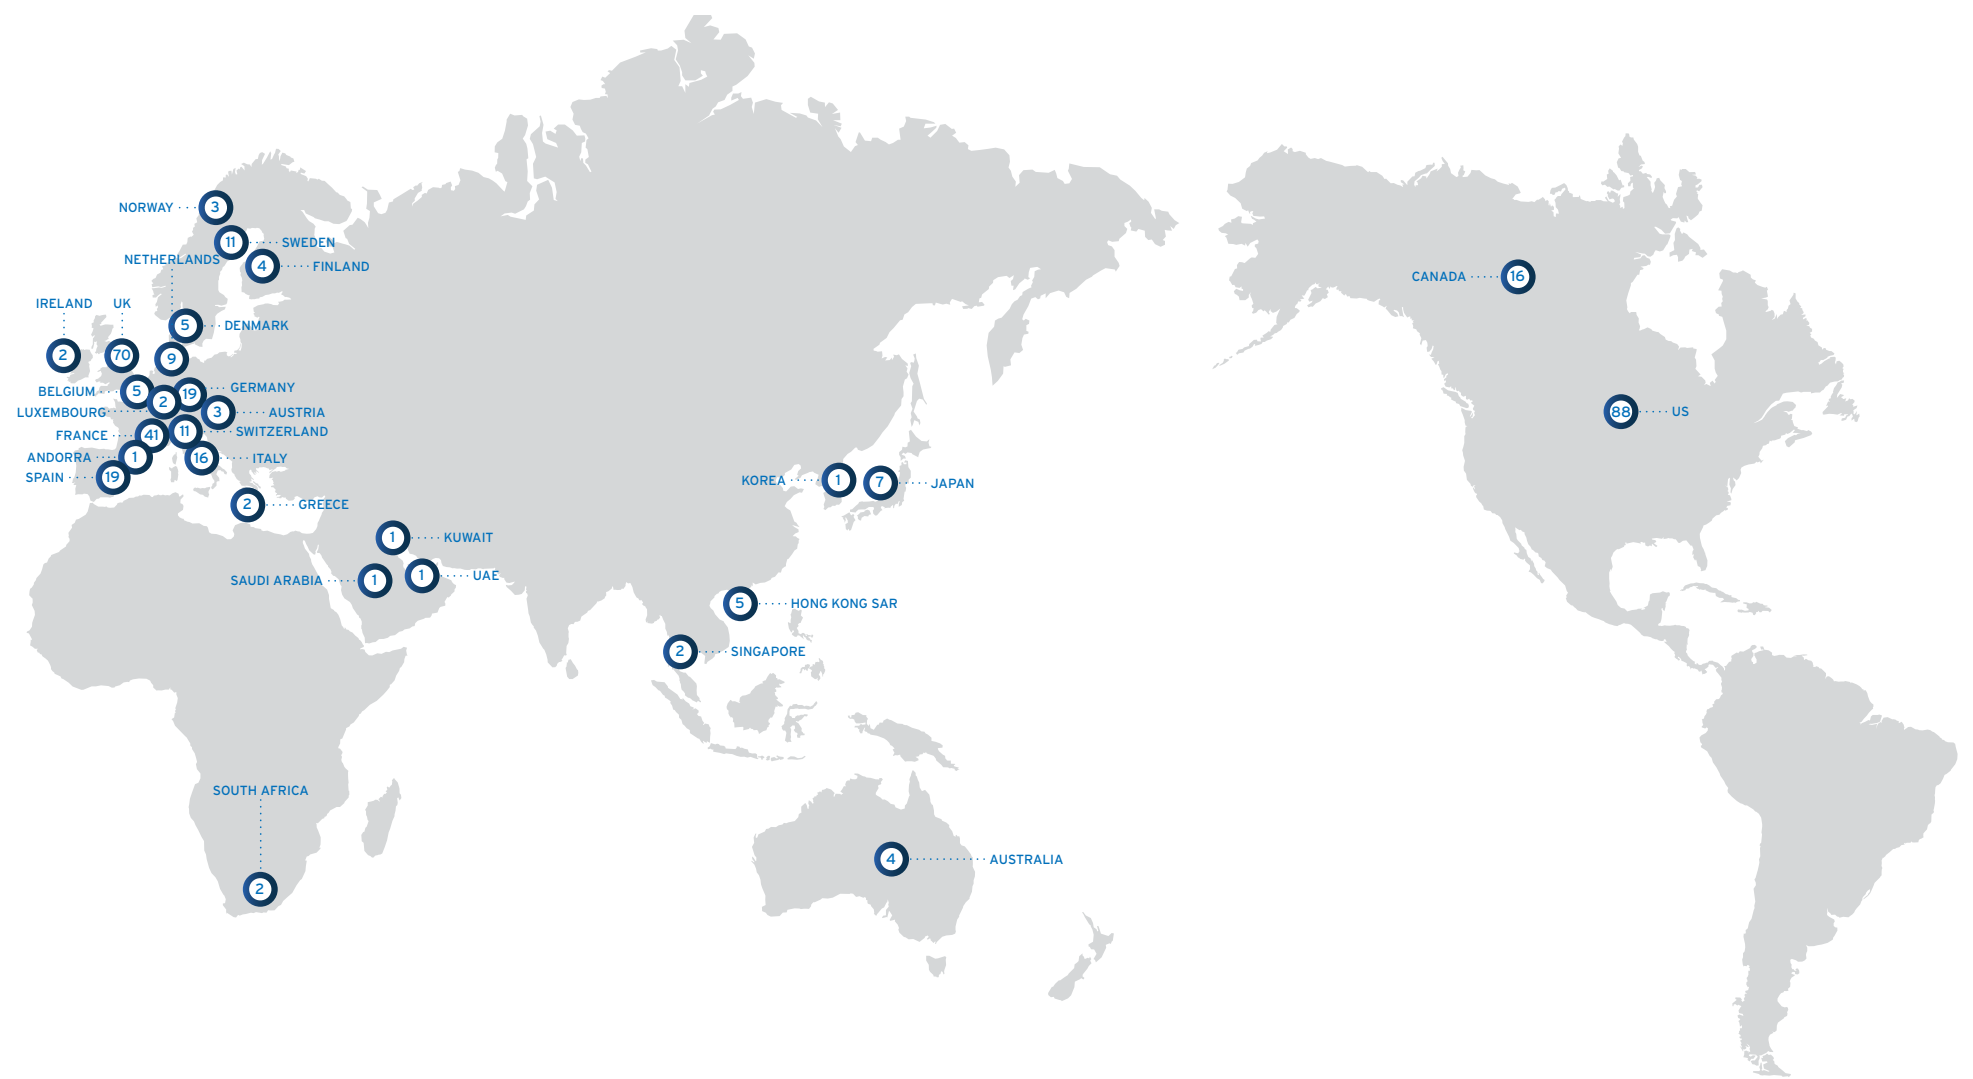 NORWAY 3
11 SWEDEN
NETHERLANDS
4 FINLAND
CANADA 16
IRELAND UK
5 DENMARK
2 70 9
BELGIUM 5 19 GERMANY
LUXEMBOURG 2 3 AUSTRIA
88 US
FRANCE 41 11 SWITZERLAND
ANDORRA 1 16 ITALY
SPAIN 19
KOREA 1 7 JAPAN
2 GREECE
1 KUWAIT
SAUDI ARABIA 1 1 UAE
5 HONG KONG SAR
2 SINGAPORE
SOUTH AFRICA
4 AUSTRALIA
2